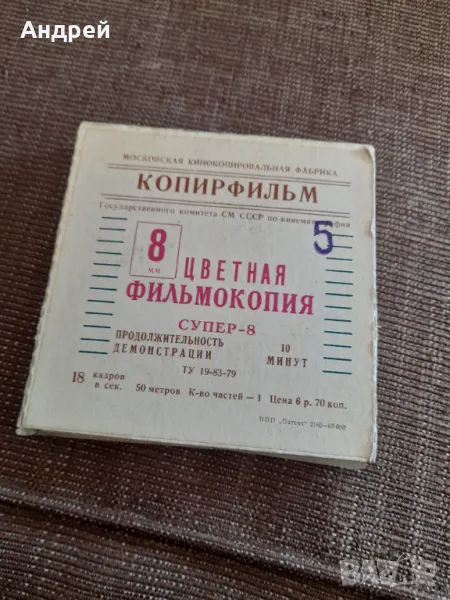 Андрей
МОСКОВСКАЯ КИНОКОПИРОВАЛЬНАЯ ФАБРИКА
КОПИРФИЛЬМ
Государственного комитета СМ СССР по кинематографии
5
8
мм
ЦВЕТНАЯ
ФИЛЬМОКОПИЯ
СУПЕР-8
ПРОДОЛЖИТЕЛЬНОСТЬ 10
ДЕМОНСТРАЦИИ МИНУТ
ТУ 19-83-79
18 кадров в сек. 50 метров К-во частей — 1 Цена 6 р. 70 коп.